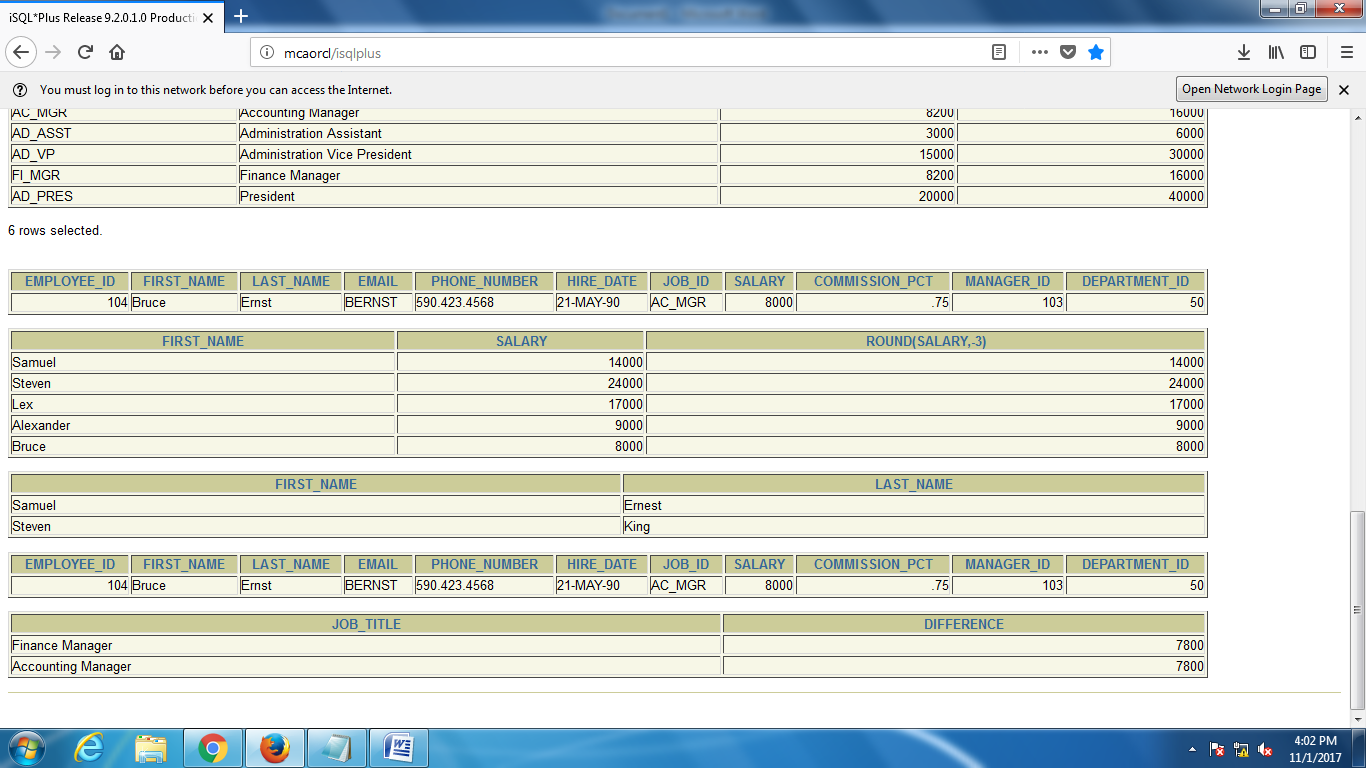 iSQL*Plus Release 9.2.0.1.0 Producti
mcaorcl/isqlplus
You must log in to this network before you can access the Internet.
Open Network Login Page
AC_MGR Accounting Manager 8200 16000
AD_ASST Administration Assistant 3000 6000
AD_VP Administration Vice President 15000 30000
FI_MGR Finance Manager 8200 16000
AD_PRES President 20000 40000
6 rows selected.
EMPLOYEE_ID FIRST_NAME LAST_NAME EMAIL PHONE_NUMBER HIRE_DATE JOB_ID SALARY COMMISSION_PCT MANAGER_ID DEPARTMENT_ID
104 Bruce Ernst BERNST 590.423.4568 21-MAY-90 AC_MGR 8000 .75 103 50
FIRST_NAME SALARY ROUND(SALARY,-3)
Samuel 14000 14000
Steven 24000 24000
Lex 17000 17000
Alexander 9000 9000
Bruce 8000 8000
FIRST_NAME LAST_NAME
Samuel Ernest
Steven King
EMPLOYEE_ID FIRST_NAME LAST_NAME EMAIL PHONE_NUMBER HIRE_DATE JOB_ID SALARY COMMISSION_PCT MANAGER_ID DEPARTMENT_ID
104 Bruce Ernst BERNST 590.423.4568 21-MAY-90 AC_MGR 8000 .75 103 50
JOB_TITLE DIFFERENCE
Finance Manager 7800
Accounting Manager 7800
4:02 PM
11/1/2017